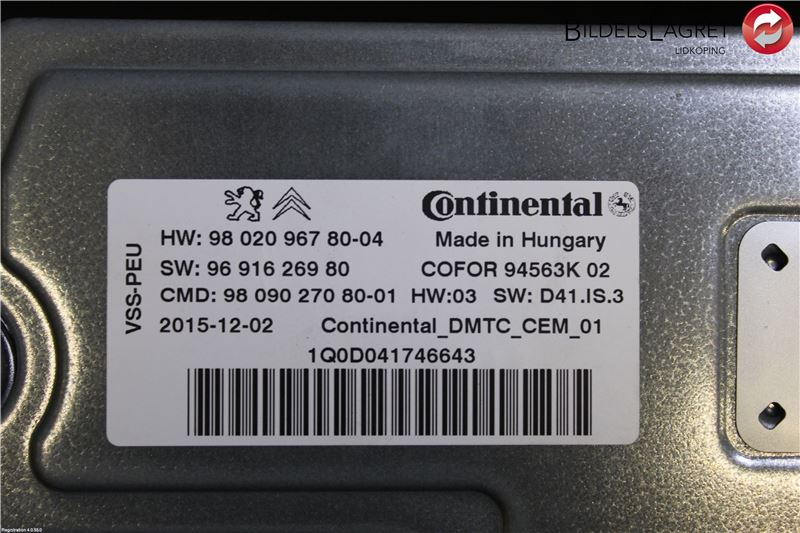 BILDELSLAGRET
LIDKÖPING
Continental
VSS-PEU
HW: 98 020 967 80-04
Made in Hungary
SW: 96 916 269 80
COFOR 94563K 02
CMD: 98 090 270 80-01 HW:03 SW: D41.IS.3
2015-12-02 Continental_DMTC_CEM_01
1Q0D041746643